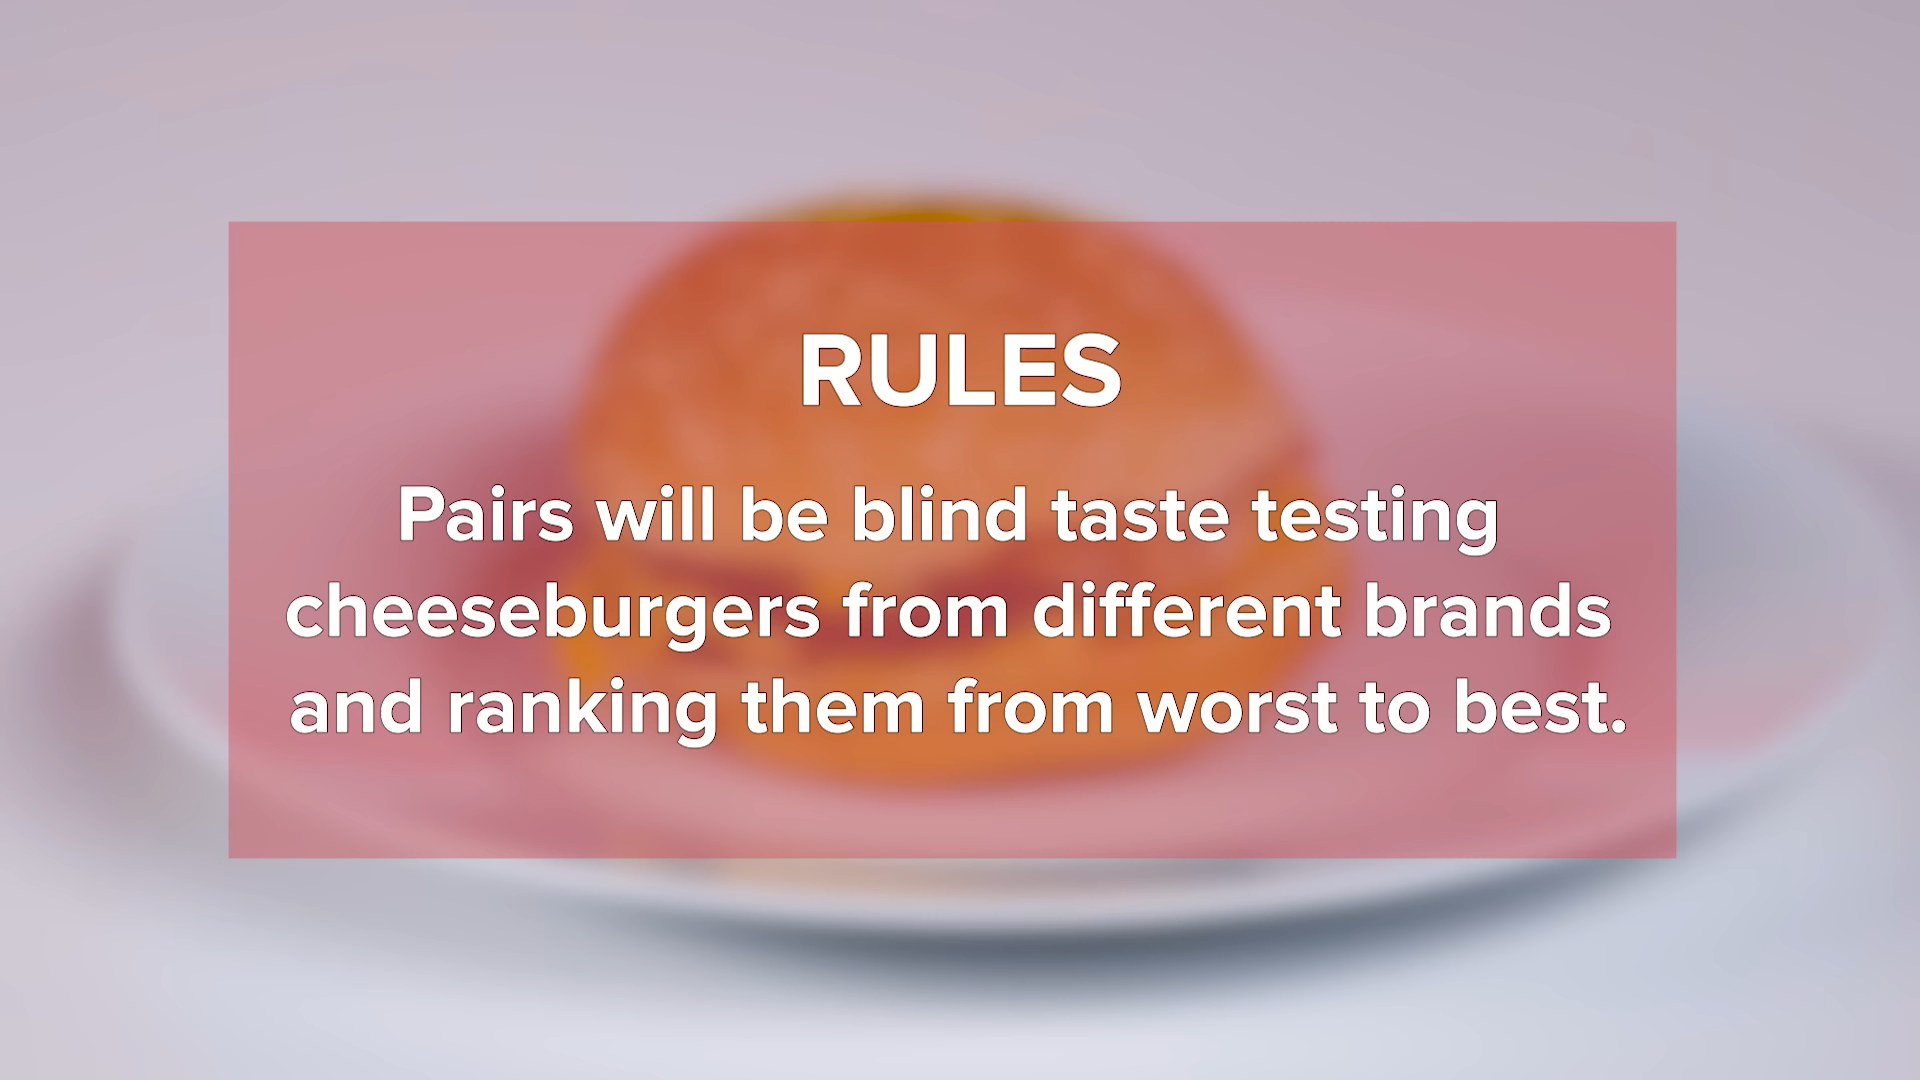 RULES
Pairs will be blind taste testing
cheeseburgers from different brands
and ranking them from worst to best.